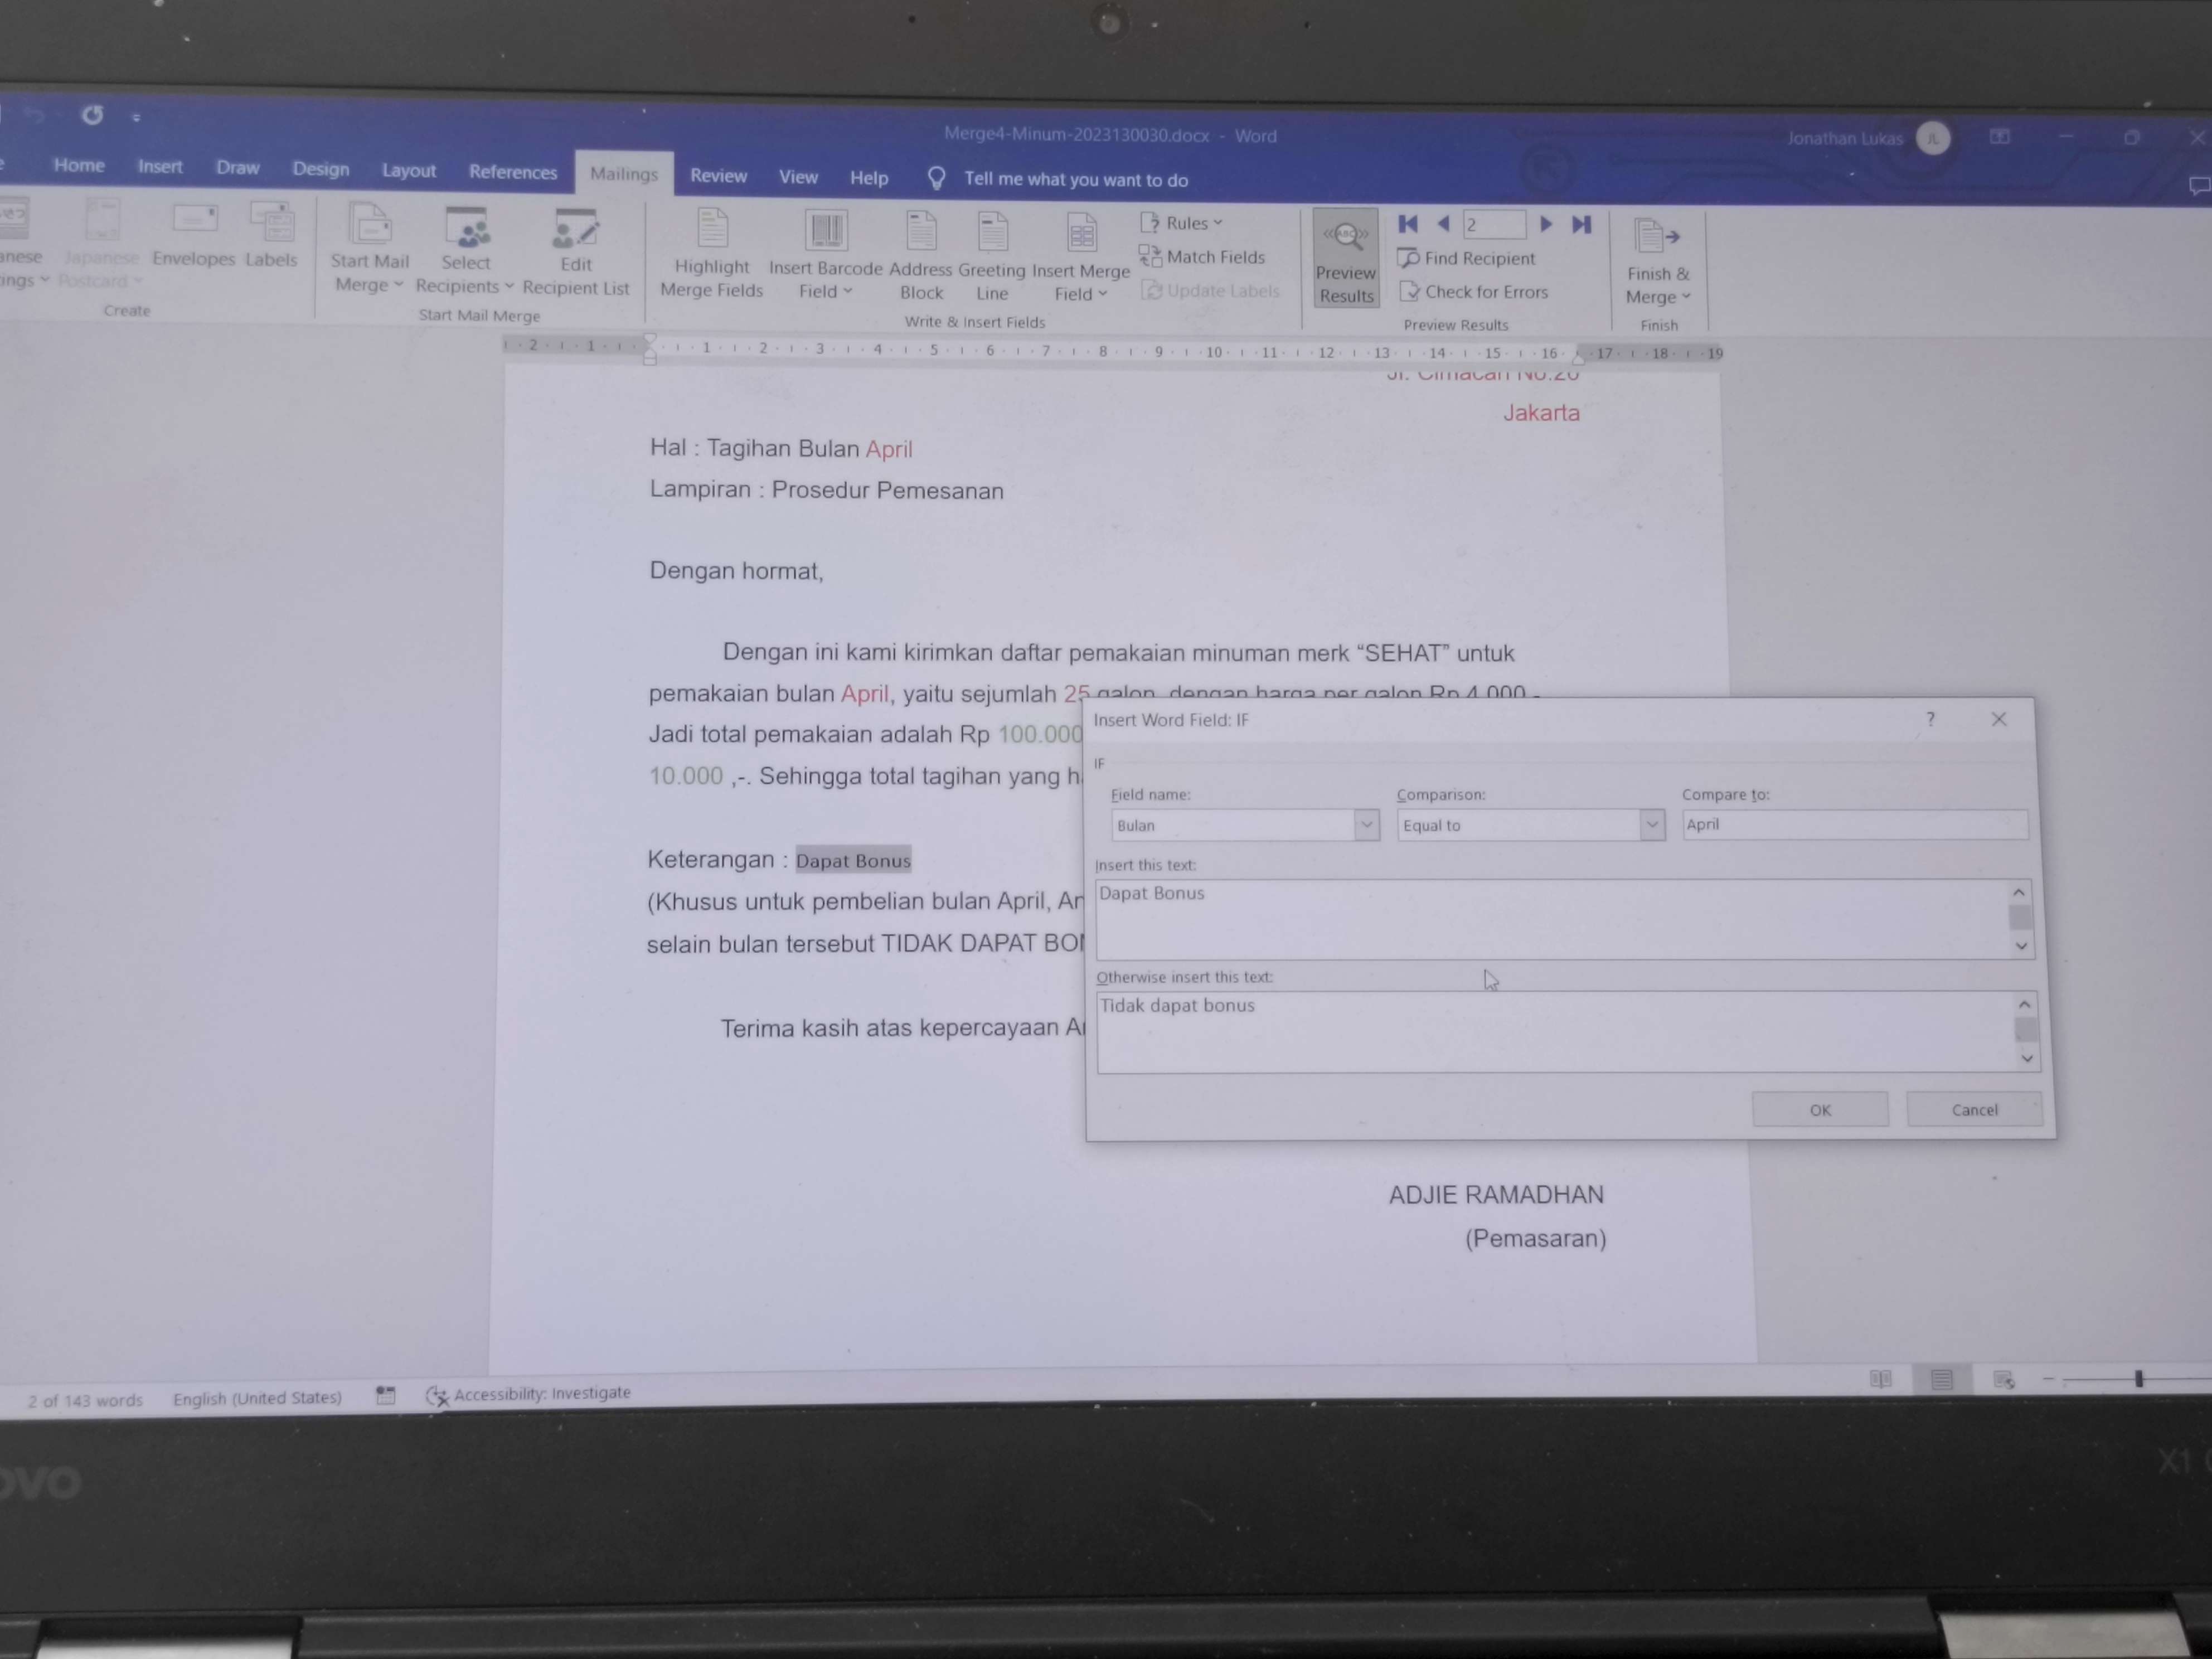 Merge4-Minum-2023130030.docx - Word
Jonathan Lukas
JL
Home Insert Draw Design Layout References Mailings Review View Help Tell me what you want to do
Japanese Postcard
Envelopes
Labels
Create
Start Mail Merge
Select Recipients
Edit Recipient List
Start Mail Merge
Highlight Merge Fields
Insert Barcode Field
Address Block
Greeting Line
Insert Merge Field
Rules
Match Fields
Update Labels
Write & Insert Fields
«ABC»
Preview Results
2
Find Recipient
Check for Errors
Preview Results
Finish & Merge
Finish
2 1 1 2 3 4 5 6 7 8 9 10 11 12 13 14 15 16 17 18 19
Jl. Cimacan No.20
Jakarta
Hal : Tagihan Bulan April
Lampiran : Prosedur Pemesanan
Dengan hormat,
Dengan ini kami kirimkan daftar pemakaian minuman merk “SEHAT” untuk
pemakaian bulan April, yaitu sejumlah 25 galon, dengan harga per galon Rp 4.000,-
Jadi total pemakaian adalah Rp 100.000
10.000 ,-. Sehingga total tagihan yang
Keterangan : Dapat Bonus
(Khusus untuk pembelian bulan April,
selain bulan tersebut TIDAK DAPAT
Terima kasih atas kepercayaan
ADJIE RAMADHAN
(Pemasaran)
Insert Word Field: IF
?
IF
Field name: Comparison: Compare to:
Bulan Equal to April
Insert this text:
Dapat Bonus
Otherwise insert this text:
Tidak dapat bonus
OK Cancel
2 of 143 words English (United States) Accessibility: Investigate
X1